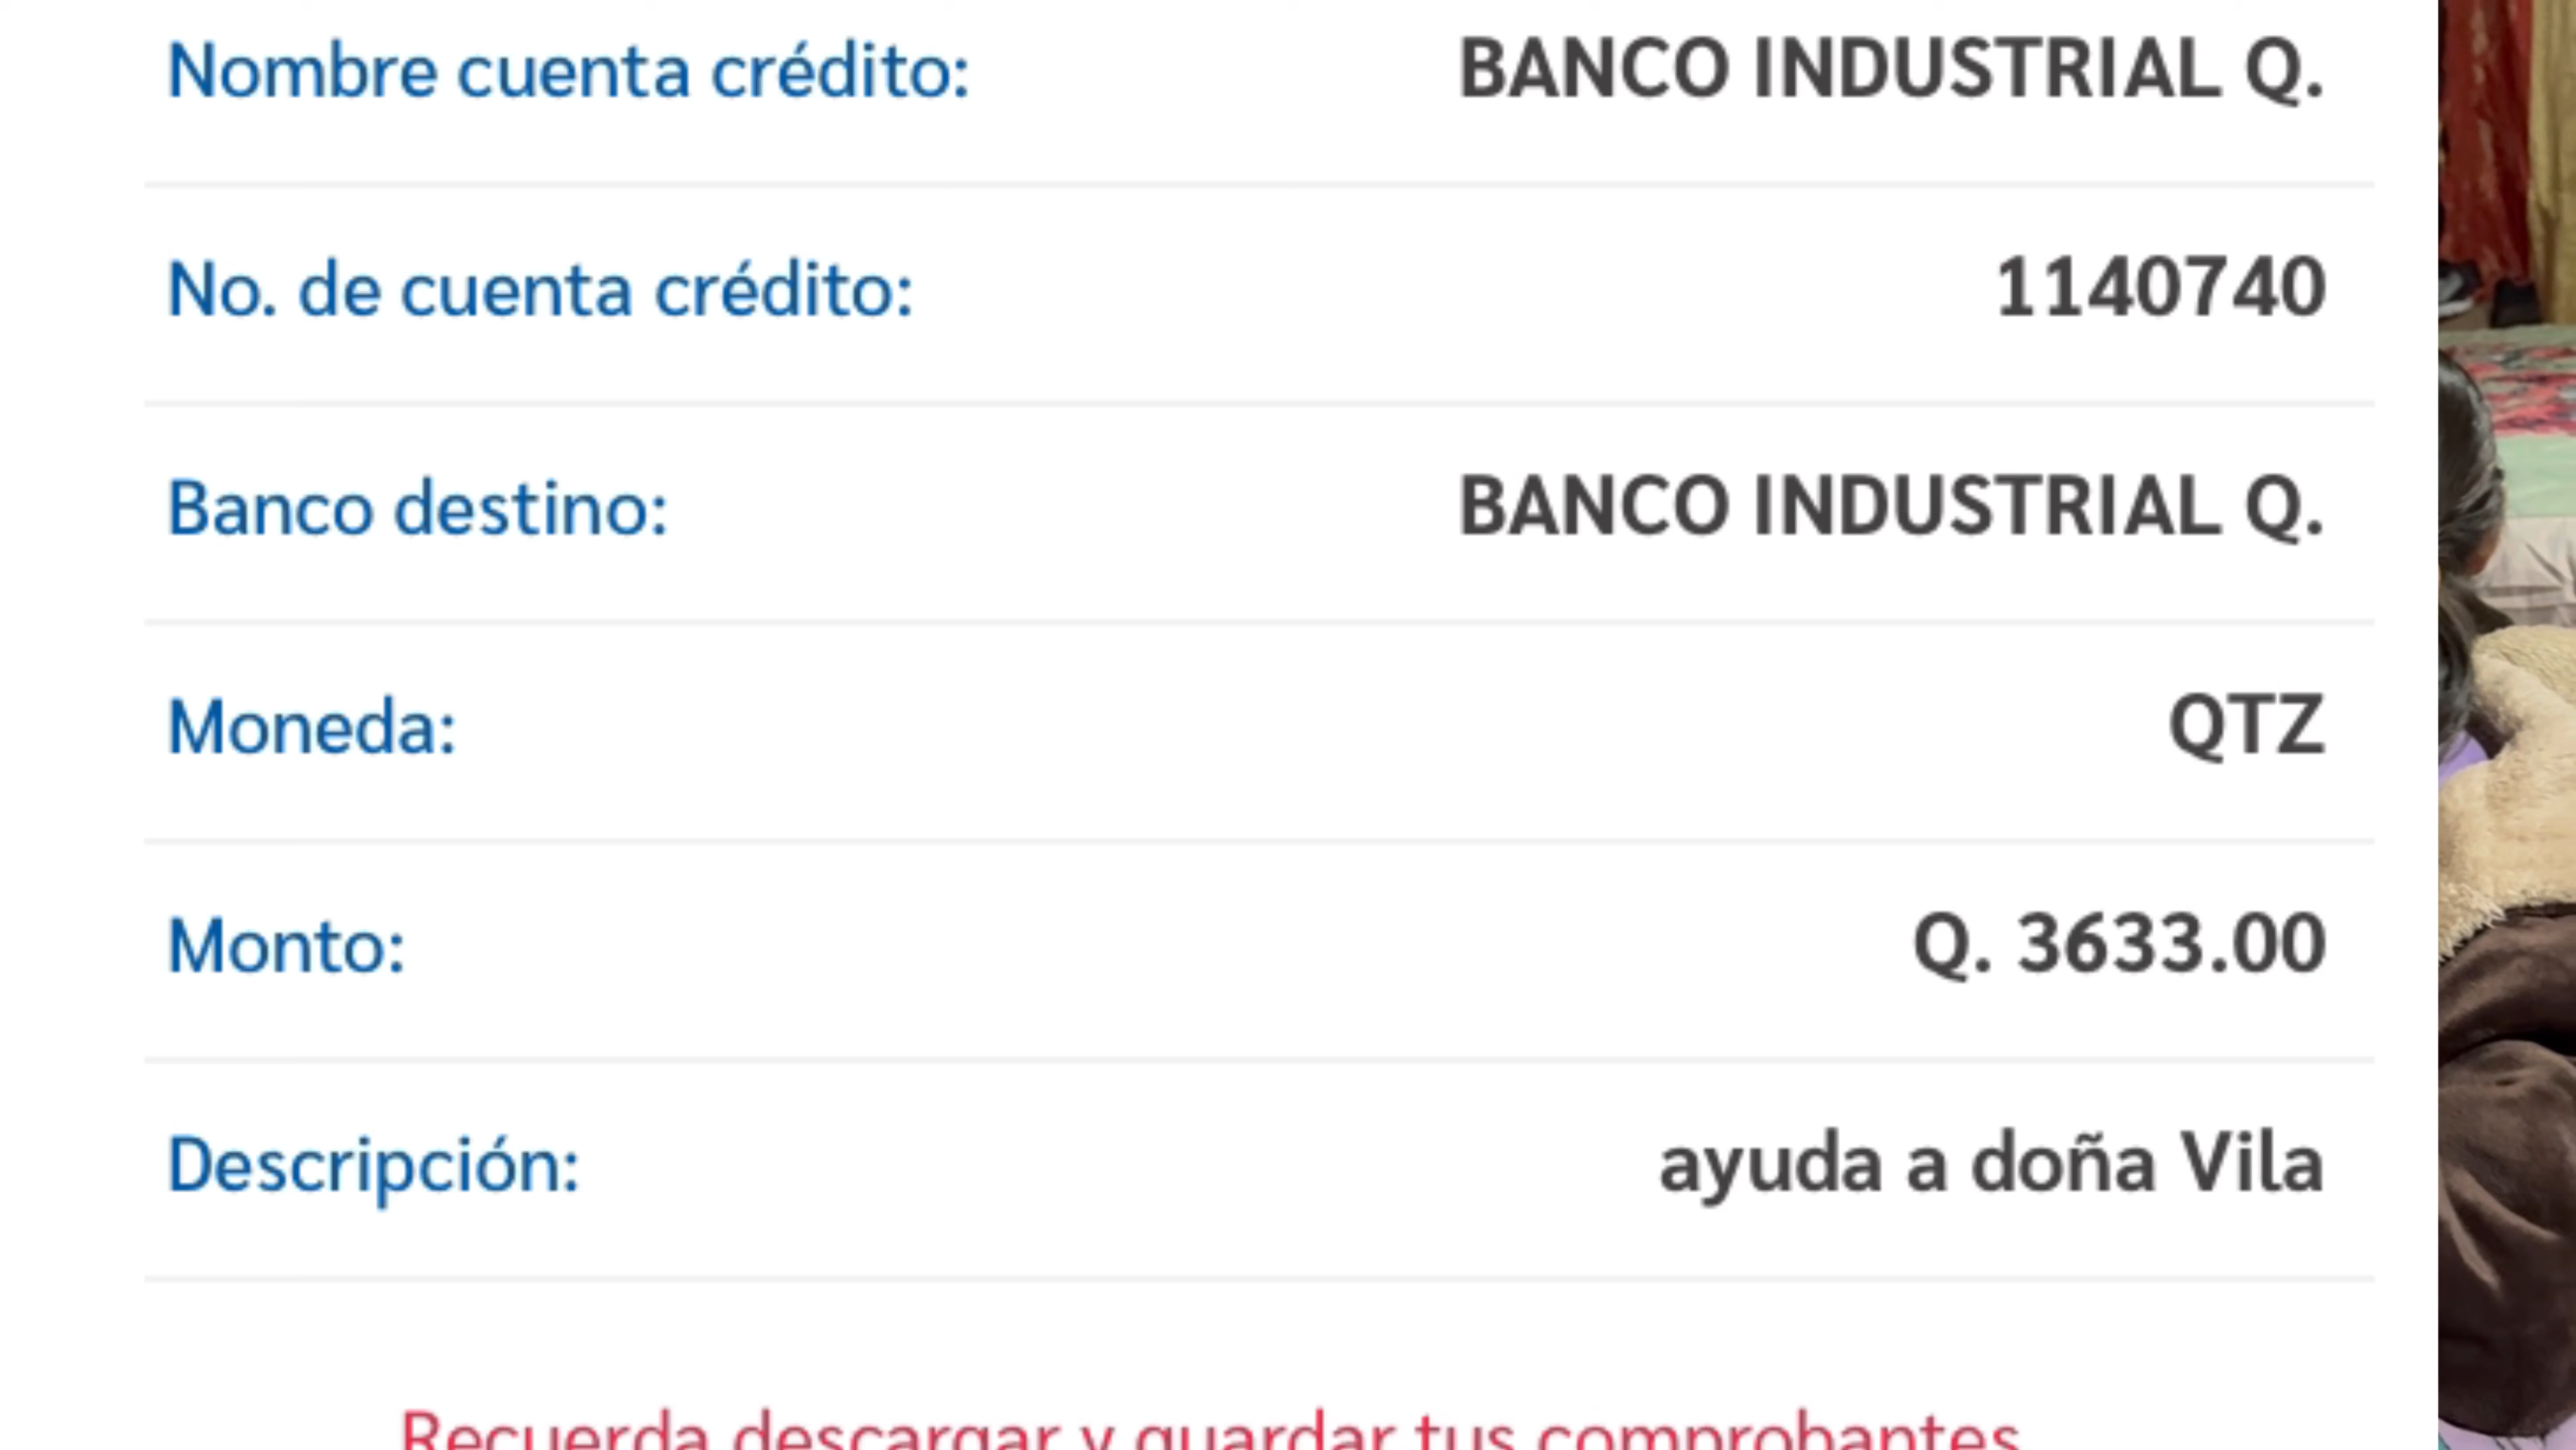 Nombre cuenta crédito: BANCO INDUSTRIAL Q.
No. de cuenta crédito: 1140740
Banco destino: BANCO INDUSTRIAL Q.
Moneda: QTZ
Monto: Q. 3633.00
Descripción: ayuda a doña Vila
Recuerda descargar y guardar tus comprobantes